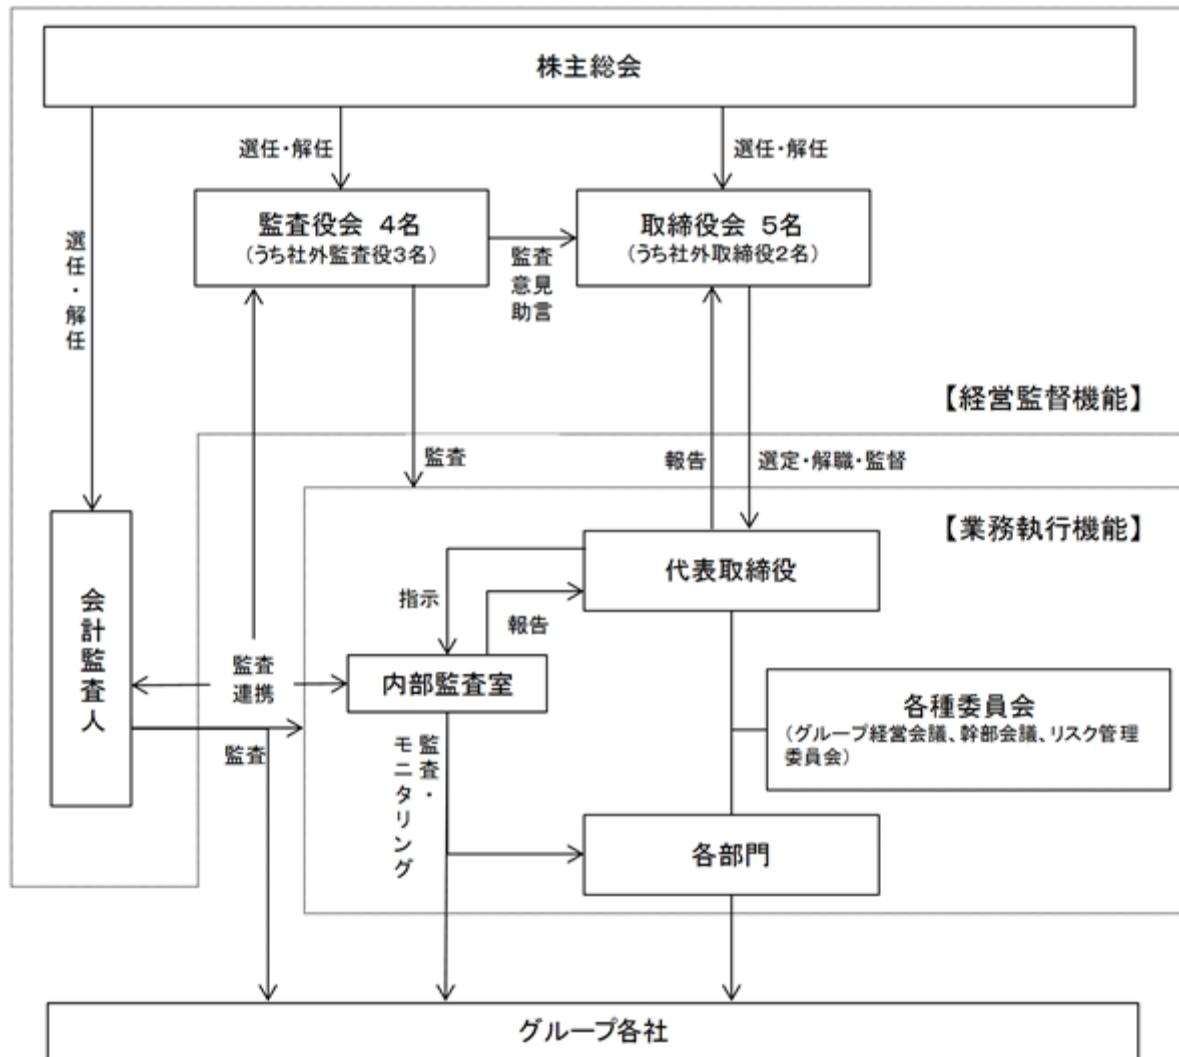 株主総会
選任・解任
選任・解任
選任・解任
監査役会 4名
（うち社外監査役3名）
監査
意見
助言
取締役会 5名
（うち社外取締役2名）
【経営監督機能】
監査
報告
選定・解職・監督
【業務執行機能】
代表取締役
指示
報告
会計監査人
監査
連携
内部監査室
監査
各種委員会
（グループ経営会議、幹部会議、リスク管理
委員会）
監査・
モニタリング
各部門
グループ各社